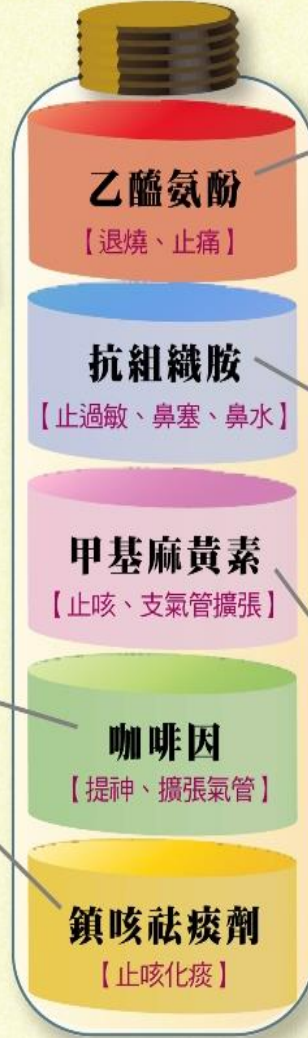 乙醯氨酚
【退燒、止痛】
抗組織胺
【止過敏、鼻塞、鼻水】
甲基麻黃素
【止咳、支氣管擴張】
咖啡因
【提神、擴張氣管】
鎮咳祛痰劑
【止咳化痰】